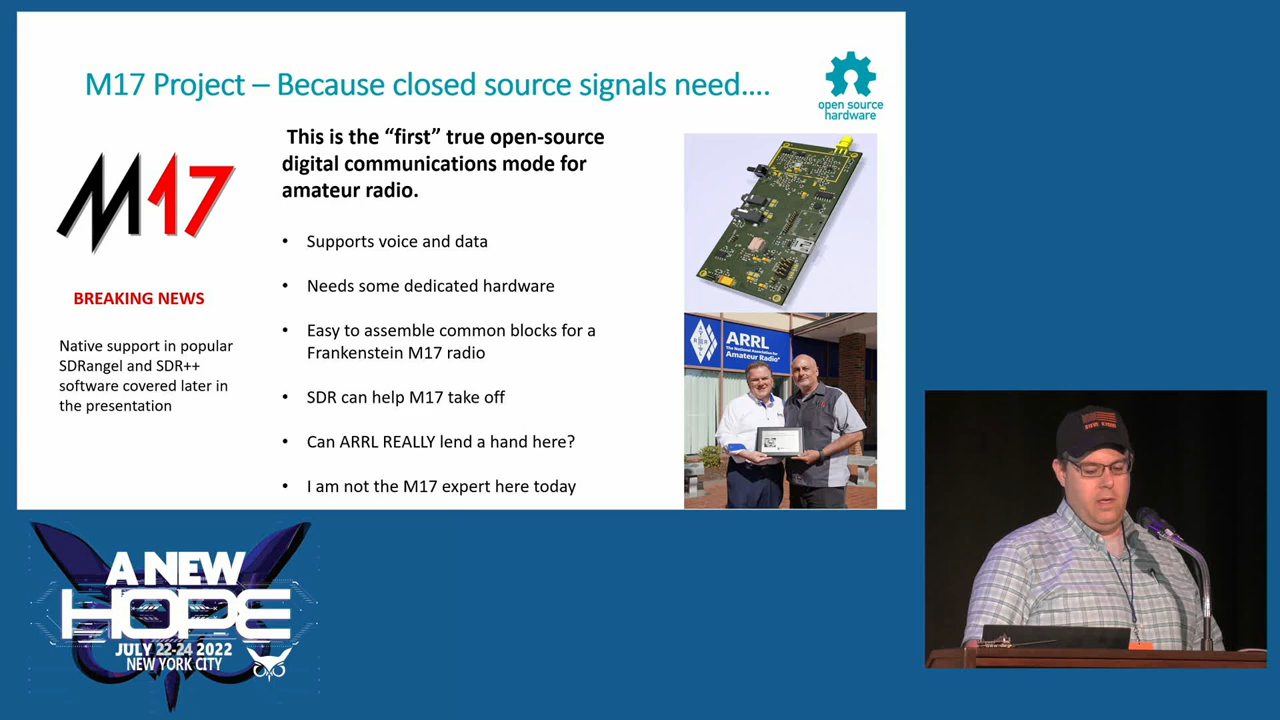 M17 Project – Because closed source signals need....
open source
hardware
M17
This is the “first” true open-source
digital communications mode for
amateur radio.
• Supports voice and data
• Needs some dedicated hardware
• Easy to assemble common blocks for a
Frankenstein M17 radio
• SDR can help M17 take off
• Can ARRL REALLY lend a hand here?
• I am not the M17 expert here today
BREAKING NEWS
Native support in popular
SDRangel and SDR++
software covered later in
the presentation
ARRL
The National Association for
Amateur Radio
A NEW
HOPE
JULY 22-24 2022
NEW YORK CITY